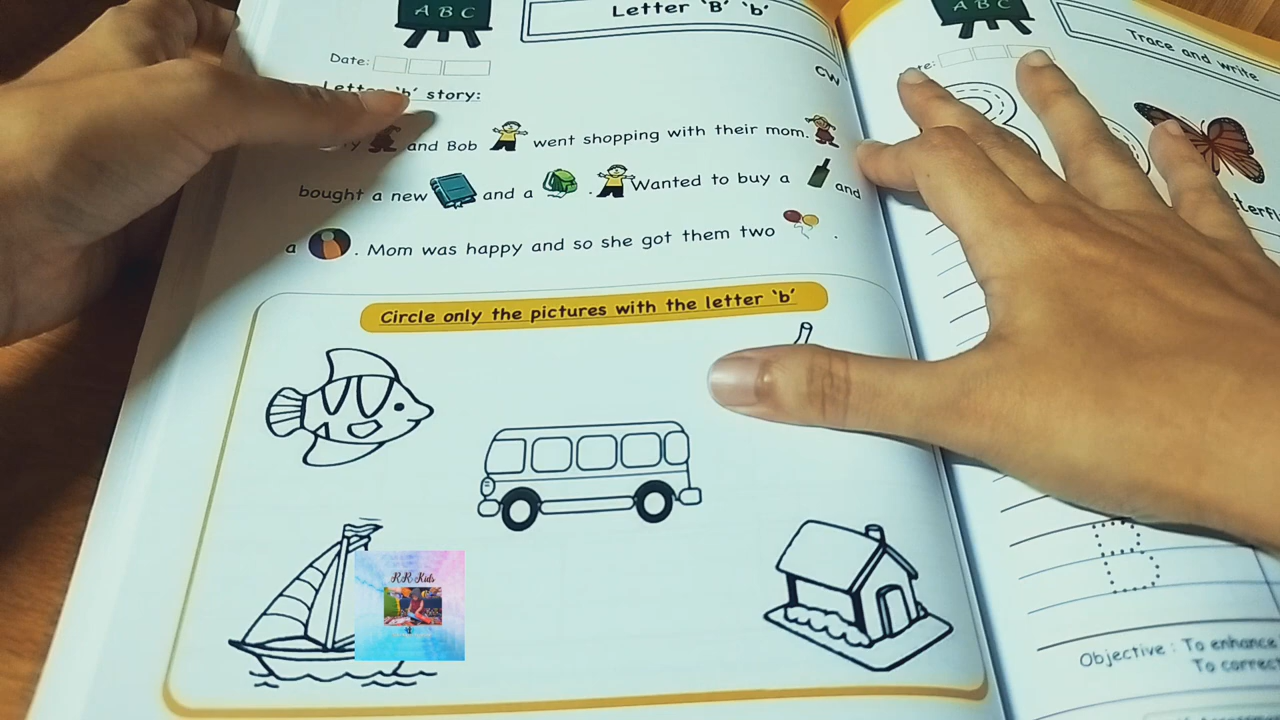 A B C
Letter 'B' 'b'
Date:
CW
Letter 'b' story:
and Bob went shopping with their mom.
bought a new and a . Wanted to buy a and
a . Mom was happy and so she got them two .
Circle only the pictures with the letter 'b'
RR Kids
A B C
Trace and write
B
Objective : To enhance
To correct